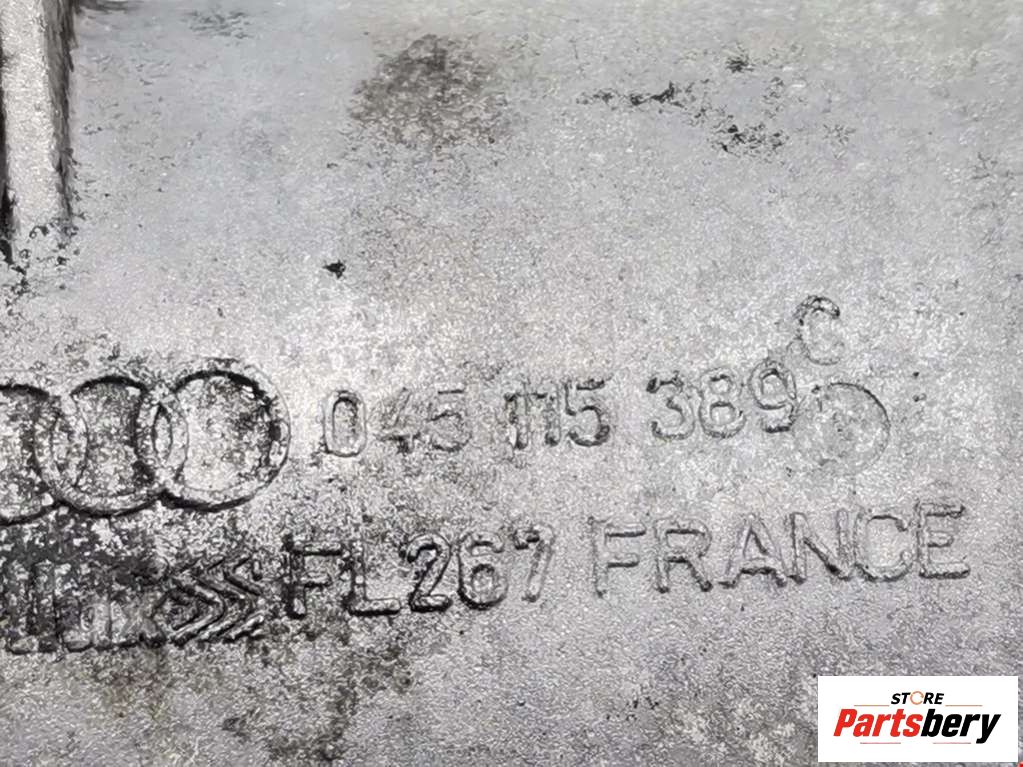 045 115 389 C
FL267 FRANCE
STORE
Partsbery